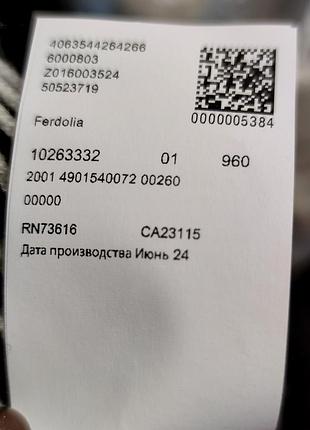 4063544264266
6000803
Z016003524
50523719
0000005384
Ferdolia
10263332 01 960
2001 4901540072 00260
00000
RN73616 CA23115
Дата производства Июнь 24